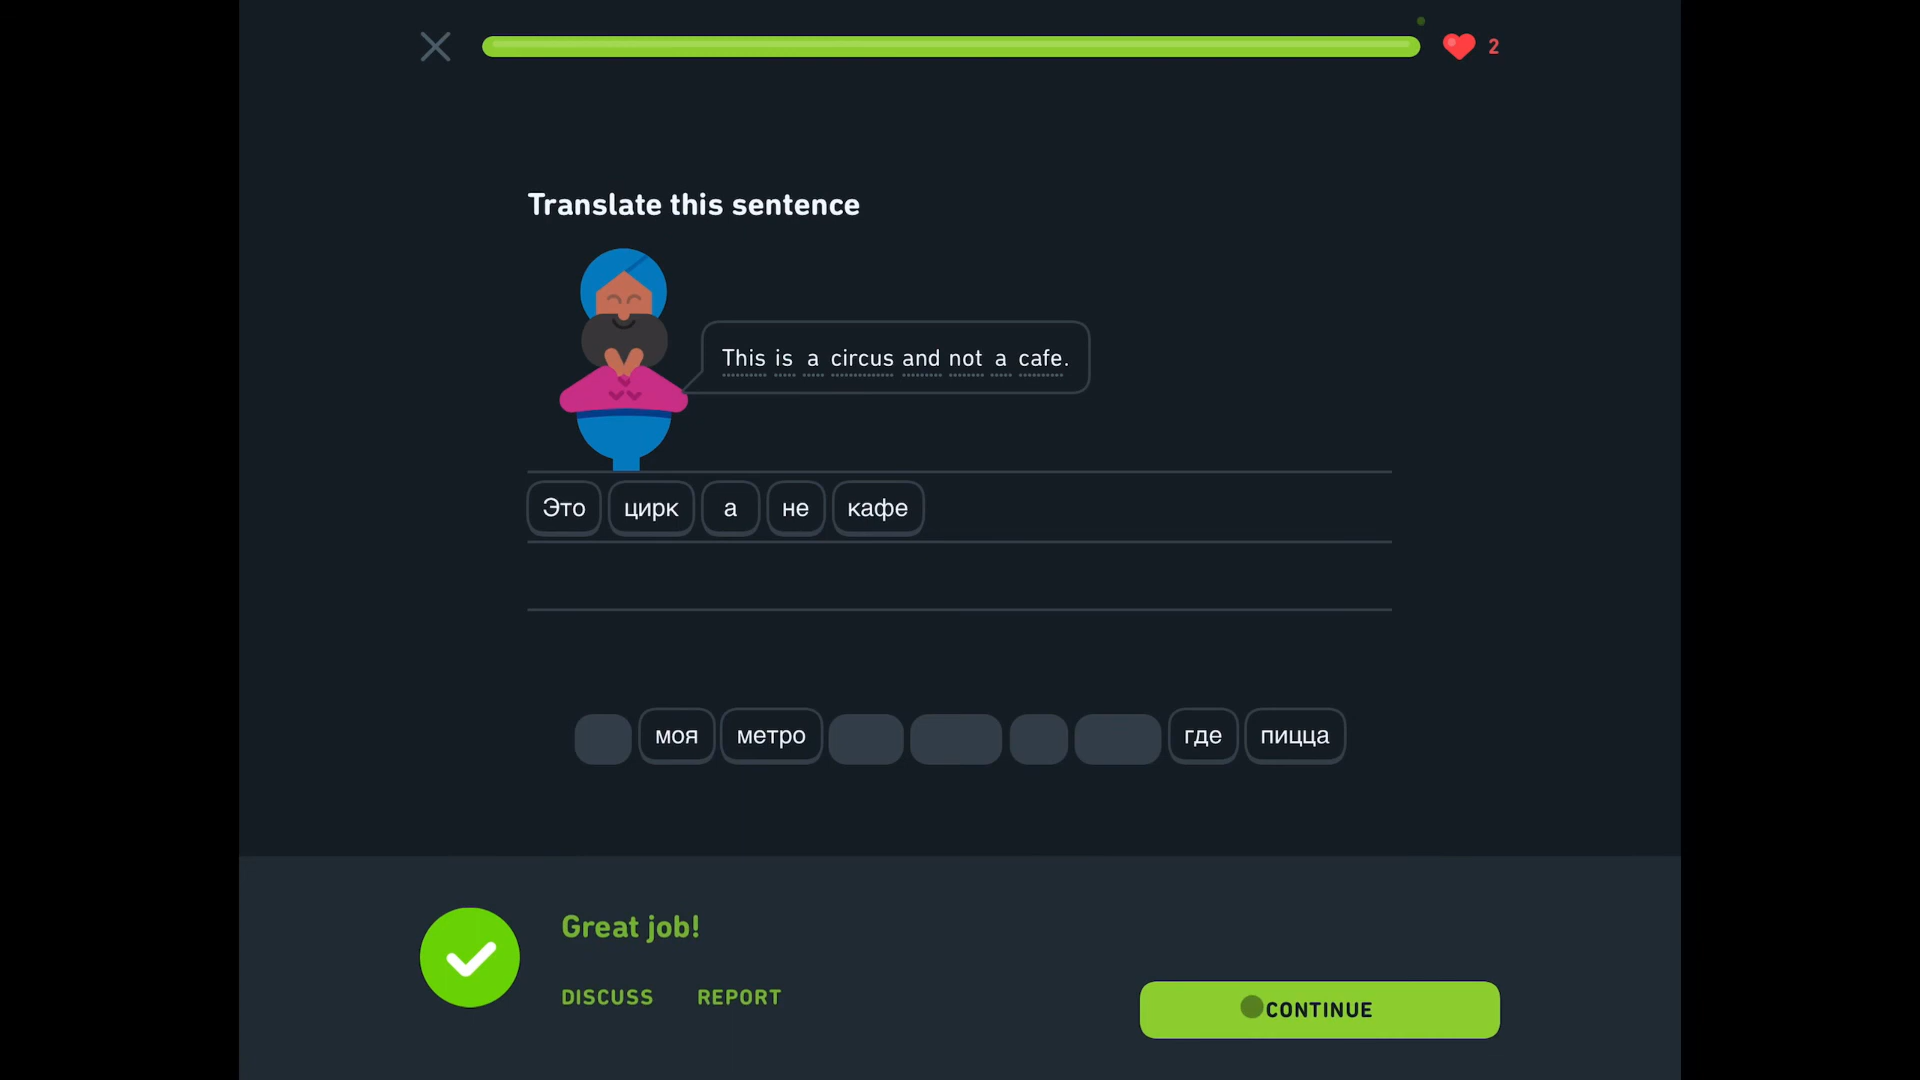 2
Translate this sentence
This is a circus and not a cafe.
Это цирк а не кафе
моя метро где пицца
Great job!
DISCUSS REPORT
CONTINUE